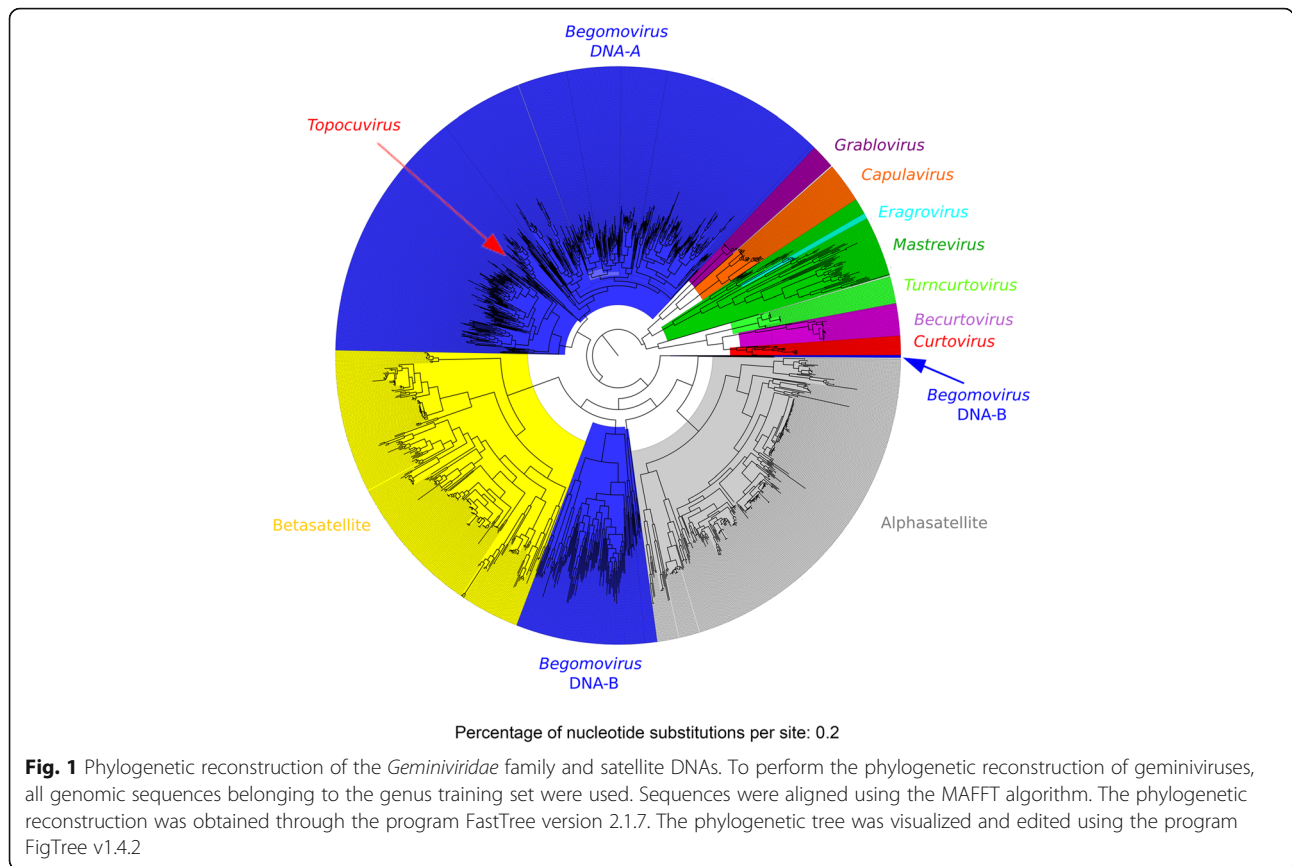 Begomovirus
DNA-A
Topocuvirus
Grablovirus
Capulavirus
Eragrovirus
Mastrevirus
Turncurtovirus
Becurtovirus
Curtovirus
Begomovirus
DNA-B
Betasatellite
Alphasatellite
Begomovirus
DNA-B
Percentage of nucleotide substitutions per site: 0.2
Fig. 1 Phylogenetic reconstruction of the Geminiviridae family and satellite DNAs. To perform the phylogenetic reconstruction of geminiviruses,
all genomic sequences belonging to the genus training set were used. Sequences were aligned using the MAFFT algorithm. The phylogenetic
reconstruction was obtained through the program FastTree version 2.1.7. The phylogenetic tree was visualized and edited using the program
FigTree v1.4.2